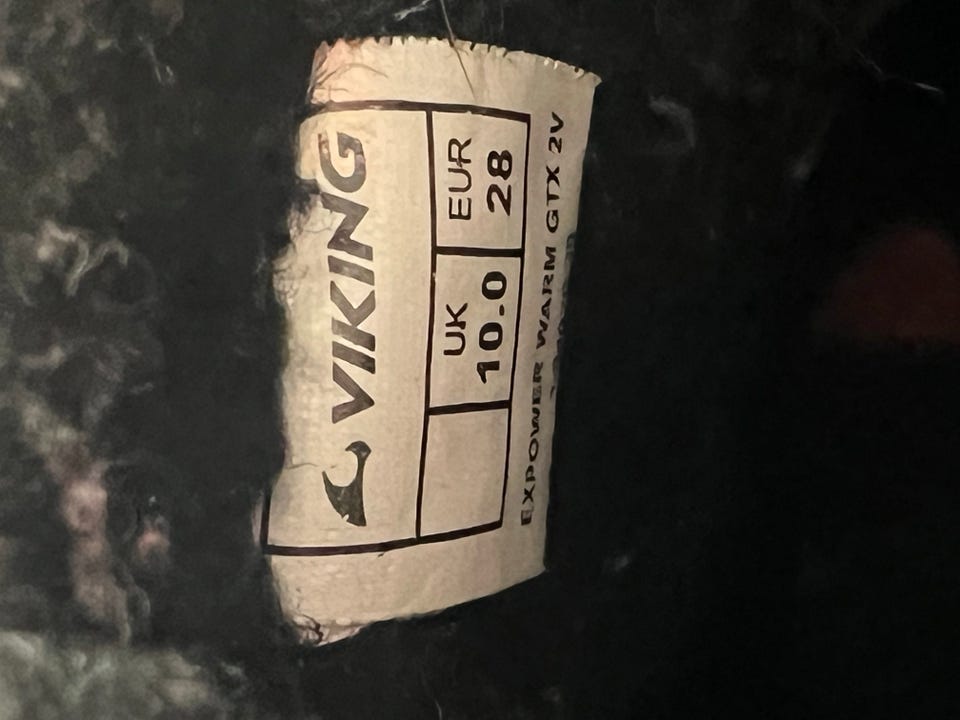 VIKING
UK EUR
10.0 28
EXPOWER WARM GTX 2V